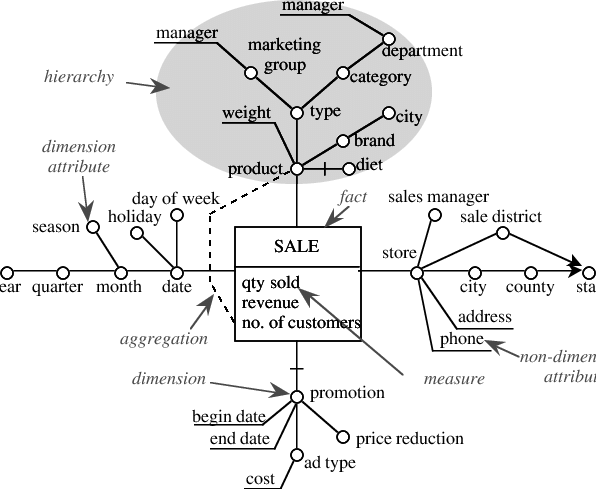 manager
manager
marketing
group
department
hierarchy
category
weight
type
city
brand
product
diet
dimension
attribute
day of week
fact
sales manager
season
holiday
sale district
SALE
store
ear
quarter
month
date
qty sold
revenue
no. of customers
city
county
sta
address
phone
aggregation
non-dimen
attribu
dimension
measure
promotion
begin date
end date
price reduction
ad type
cost